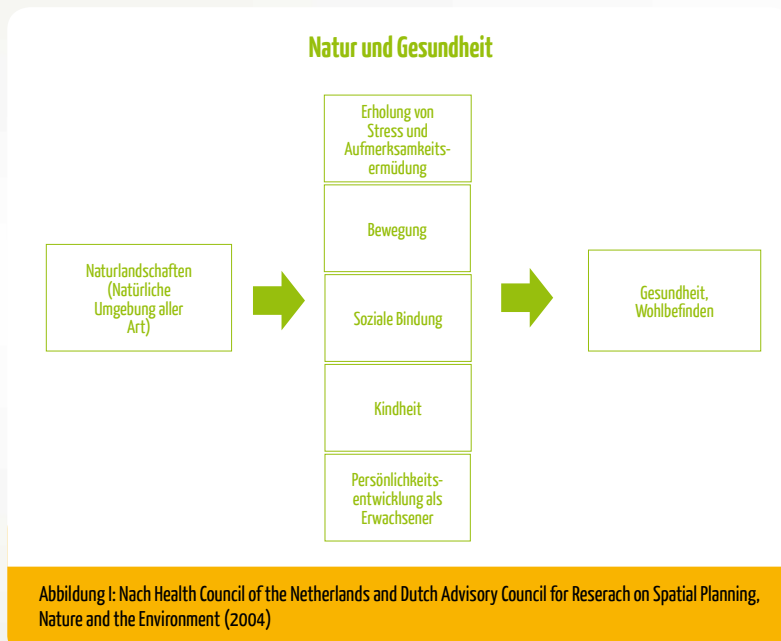 Natur und Gesundheit
Erholung von
Stress und
Aufmerksamkeits-
ermüdung
Bewegung
Naturlandschaften
(Natürliche
Umgebung aller
Art)
Soziale Bindung
Gesundheit,
Wohlbefinden
Kindheit
Persönlichkeits-
entwicklung als
Erwachsener
Abbildung I: Nach Health Council of the Netherlands and Dutch Advisory Council for Reserach on Spatial Planning,
Nature and the Environment (2004)